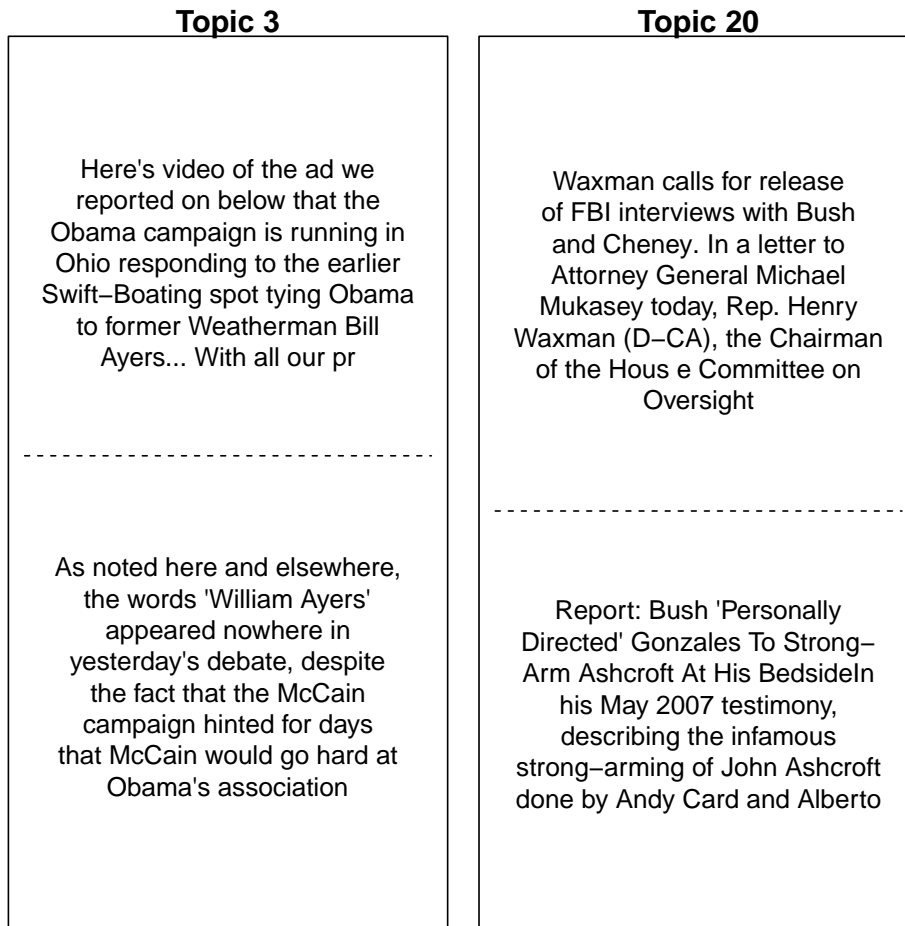 Topic 3
Here's video of the ad we
reported on below that the
Obama campaign is running in
Ohio responding to the earlier
Swift−Boating spot tying Obama
to former Weatherman Bill
Ayers... With all our pr
As noted here and elsewhere,
the words 'William Ayers'
appeared nowhere in
yesterday's debate, despite
the fact that the McCain
campaign hinted for days
that McCain would go hard at
Obama's association
Topic 20
Waxman calls for release
of FBI interviews with Bush
and Cheney. In a letter to
Attorney General Michael
Mukasey today, Rep. Henry
Waxman (D−CA), the Chairman
of the Hous e Committee on
Oversight
Report: Bush 'Personally
Directed' Gonzales To Strong−
Arm Ashcroft At His BedsideIn
his May 2007 testimony,
describing the infamous
strong−arming of John Ashcroft
done by Andy Card and Alberto